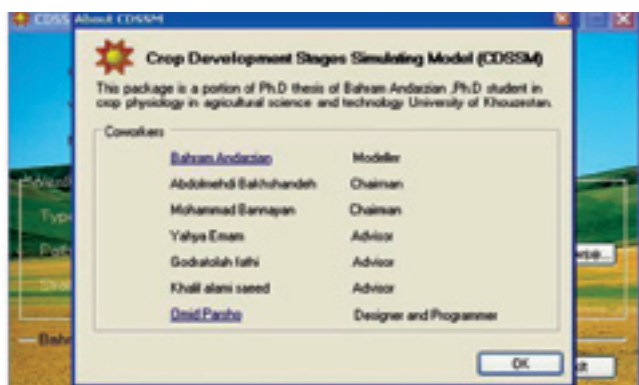 CDSS
About CDSSM
Crop Development Stages Simulating Model (CDSSM)
This package is a portion of Ph.D thesis of Bahram Andarzian ,Ph.D student in
crop physiology in agricultural science and technology University of Khouzestan.
Coworkers
Bahram Andarzian Modeller
Abdolmehdi Bakhshandeh Chairman
Mohammad Bannayan Chairman
Yahya Emam Advisor
Godratolah fathi Advisor
Khalil alami saeed Advisor
Omid Parsho Designer and Programmer
OK